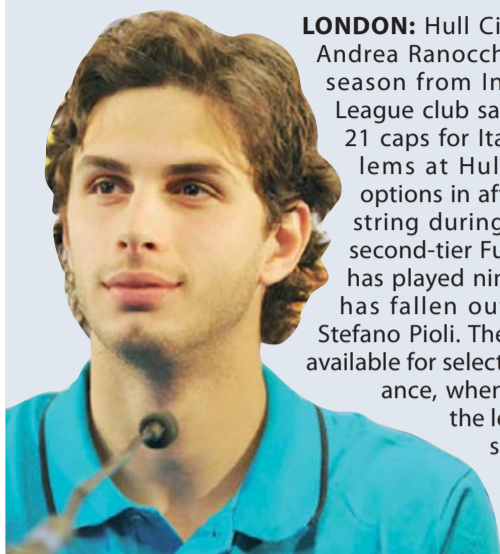 LONDON: Hull Ci
Andrea Ranocch
season from In
League club sa
21 caps for Ita
lems at Hul
options in af
string during
second-tier Fu
has played nin
has fallen ou
Stefano Pioli. The
available for select
ance, wher
the le
s